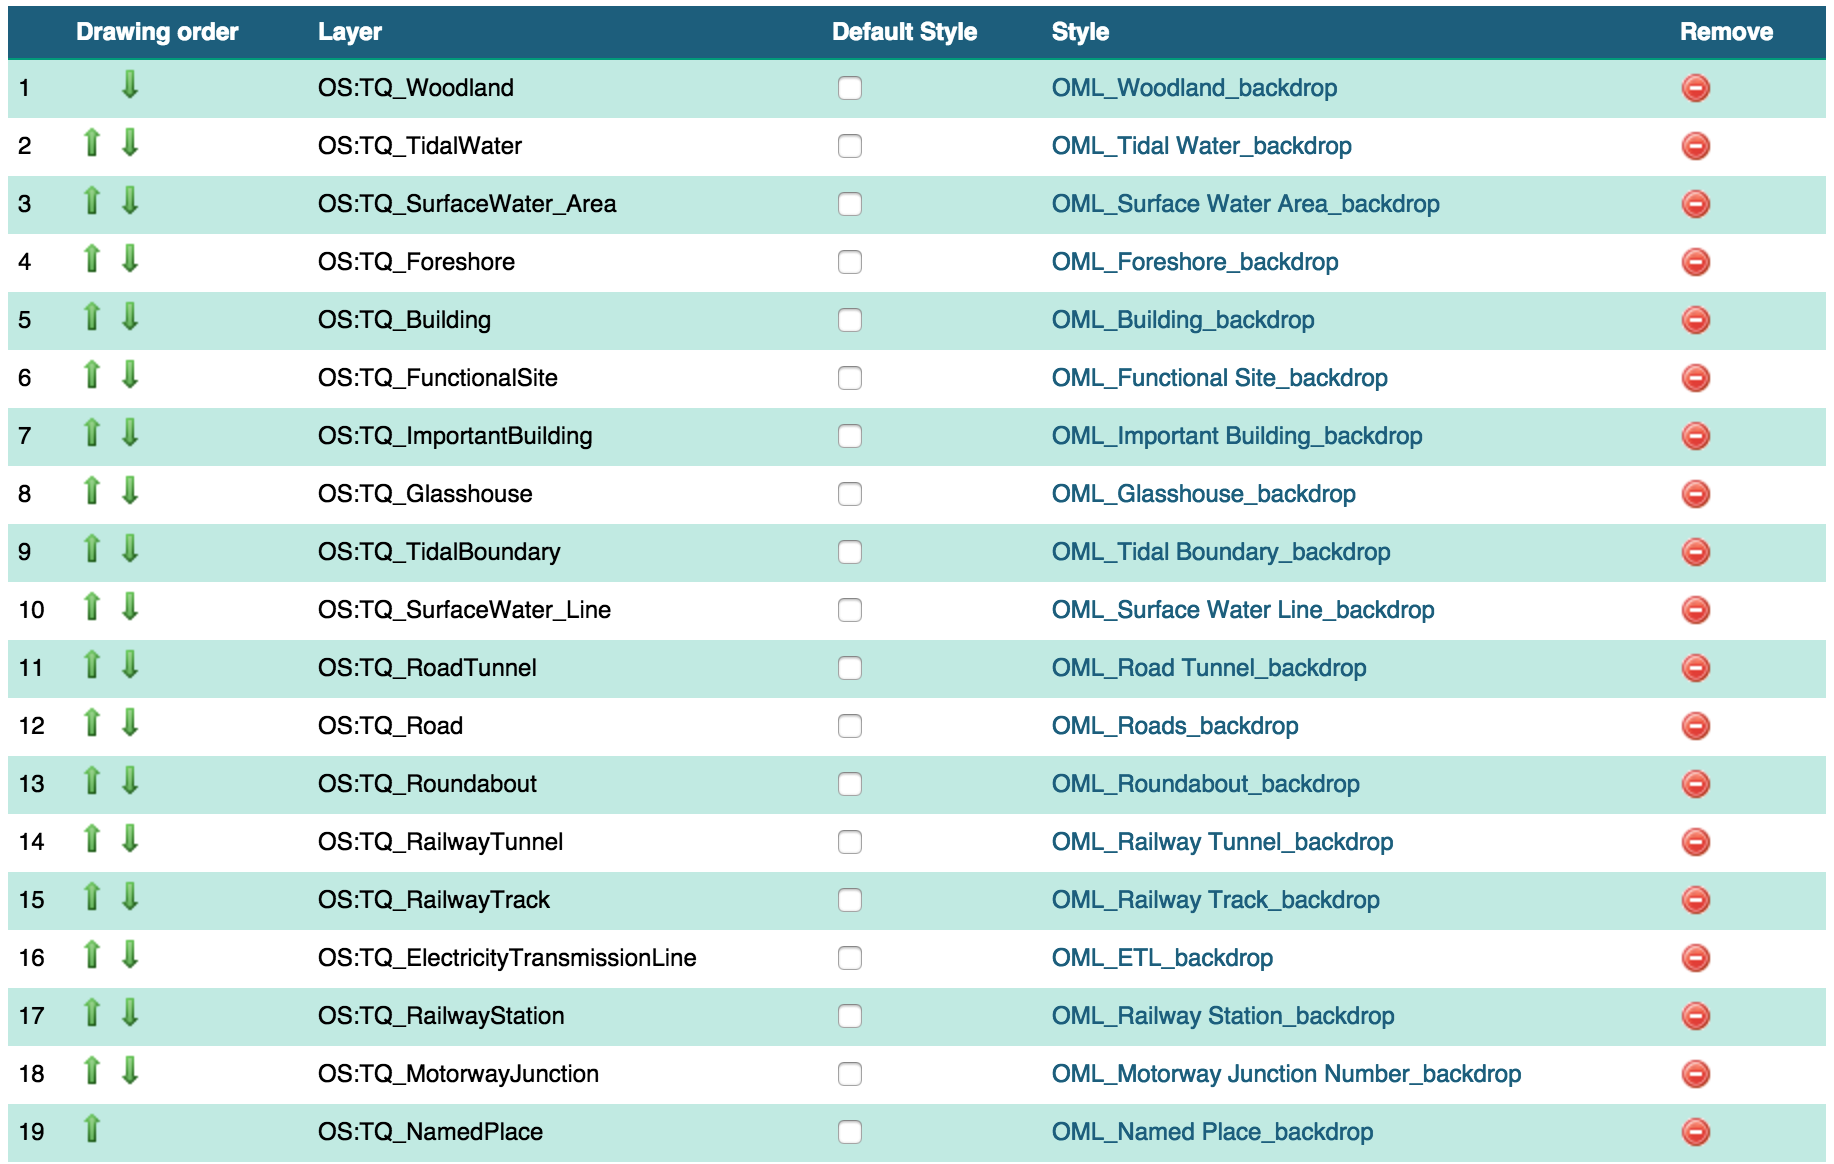 Drawing order Layer Default Style Style Remove
1 OS:TQ_Woodland OML_Woodland_backdrop
2 OS:TQ_TidalWater OML_Tidal Water_backdrop
3 OS:TQ_SurfaceWater_Area OML_Surface Water Area_backdrop
4 OS:TQ_Foreshore OML_Foreshore_backdrop
5 OS:TQ_Building OML_Building_backdrop
6 OS:TQ_FunctionalSite OML_Functional Site_backdrop
7 OS:TQ_ImportantBuilding OML_Important Building_backdrop
8 OS:TQ_Glasshouse OML_Glasshouse_backdrop
9 OS:TQ_TidalBoundary OML_Tidal Boundary_backdrop
10 OS:TQ_SurfaceWater_Line OML_Surface Water Line_backdrop
11 OS:TQ_RoadTunnel OML_Road Tunnel_backdrop
12 OS:TQ_Road OML_Roads_backdrop
13 OS:TQ_Roundabout OML_Roundabout_backdrop
14 OS:TQ_RailwayTunnel OML_Railway Tunnel_backdrop
15 OS:TQ_RailwayTrack OML_Railway Track_backdrop
16 OS:TQ_ElectricityTransmissionLine OML_ETL_backdrop
17 OS:TQ_RailwayStation OML_Railway Station_backdrop
18 OS:TQ_MotorwayJunction OML_Motorway Junction Number_backdrop
19 OS:TQ_NamedPlace OML_Named Place_backdrop